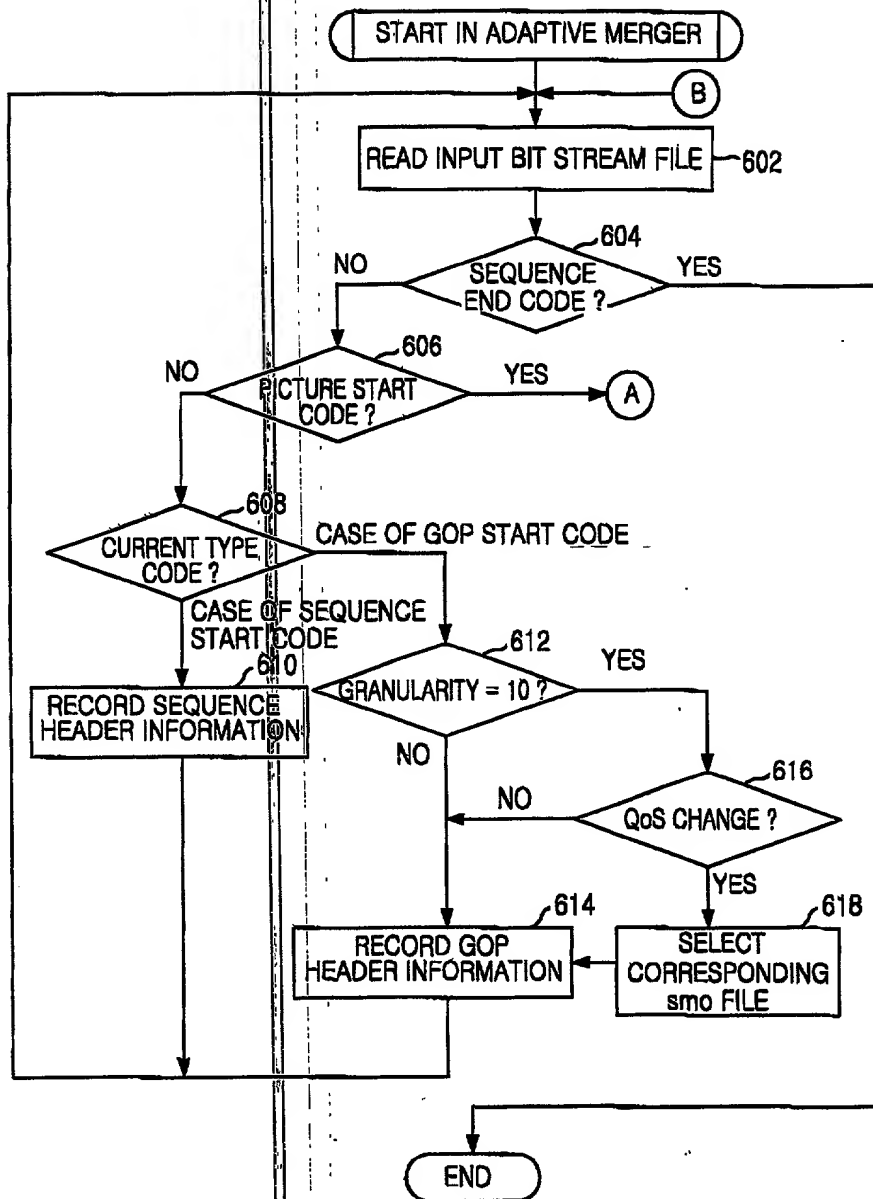 START IN ADAPTIVE MERGER
B
READ INPUT BIT STREAM FILE
602
604
NO
SEQUENCE
END CODE ?
YES
606
NO
PICTURE START
CODE ?
YES
A
608
CURRENT TYPE
CODE ?
CASE OF GOP START CODE
CASE OF SEQUENCE
START CODE
610
RECORD SEQUENCE
HEADER INFORMATION
612
GRANULARITY = 10 ?
YES
NO
616
NO
QoS CHANGE ?
YES
614
618
RECORD GOP
HEADER INFORMATION
SELECT
CORRESPONDING
smo FILE
END